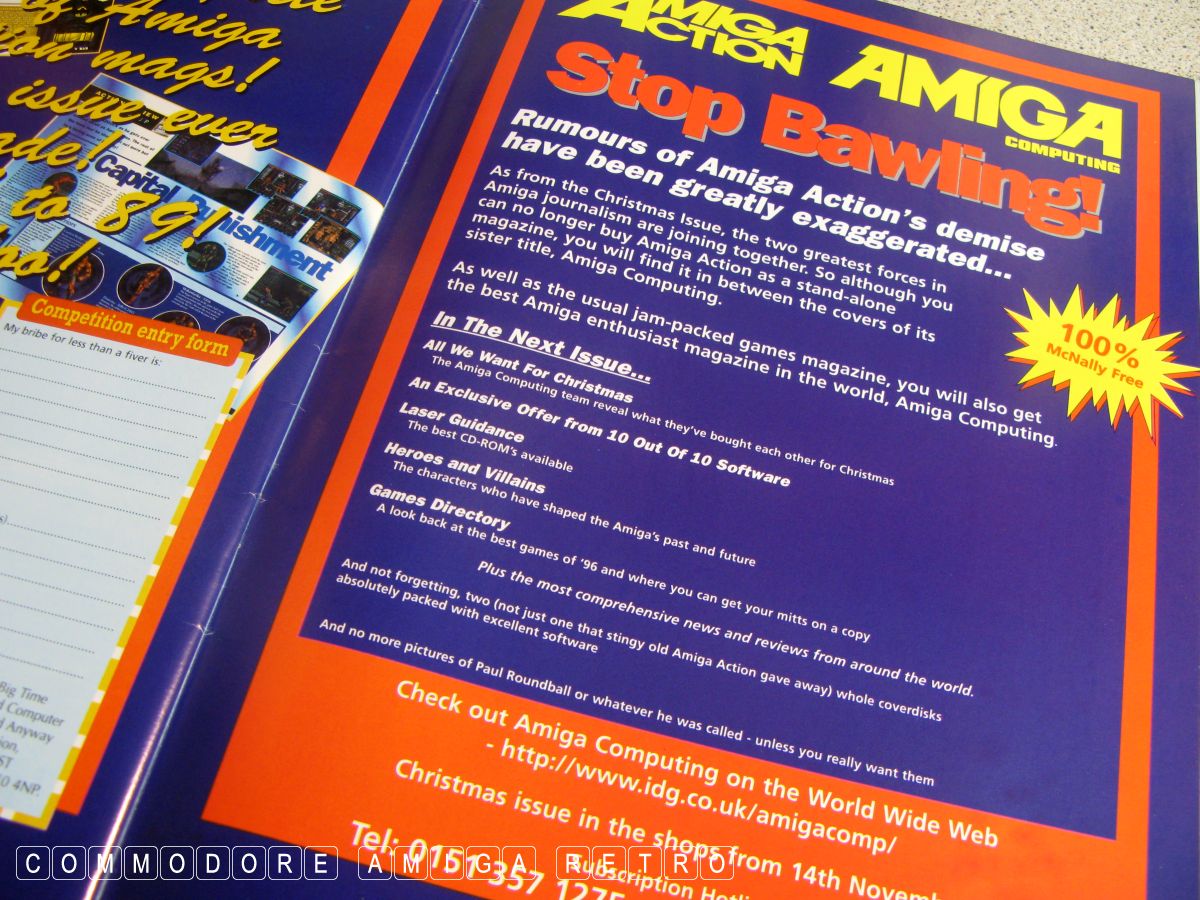 of Amiga
mags!
issue ever
to 89!
Capital Punishment
Competition entry form
My bribe for less than a fiver is:
Big Time
Computer
Anyway
4NP.
AMIGA
ACTION
AMIGA
COMPUTING
Stop Bawling!
Rumours of Amiga Action's demise
have been greatly exaggerated...
As from the Christmas Issue, the two greatest forces in
Amiga journalism are joining together. So although you
can no longer buy Amiga Action as a stand-alone
magazine, you will find it in between the covers of its
sister title, Amiga Computing.
100%
McNally Free
As well as the usual jam-packed games magazine, you will also get
the best Amiga enthusiast magazine in the world, Amiga Computing.
In The Next Issue...
All We Want For Christmas
The Amiga Computing team reveal what they've bought each other for Christmas
An Exclusive Offer from 10 Out Of 10 Software
Laser Guidance
The best CD-ROM's available
Heroes and Villains
The characters who have shaped the Amiga's past and future
Games Directory
A look back at the best games of '96 and where you can get your mitts on a copy
Plus the most comprehensive news and reviews from around the world.
And not forgetting, two (not just one that stingy old Amiga Action gave away) whole coverdisks
absolutely packed with excellent software
And no more pictures of Paul Roundball or whatever he was called - unless you really want them
Check out Amiga Computing on the World Wide Web
- http://www.idg.co.uk/amigacomp/
Christmas issue in the shops from 14th
Subscription
Tel: 0151 357 1275
COMMODORE AMIGA RETRO